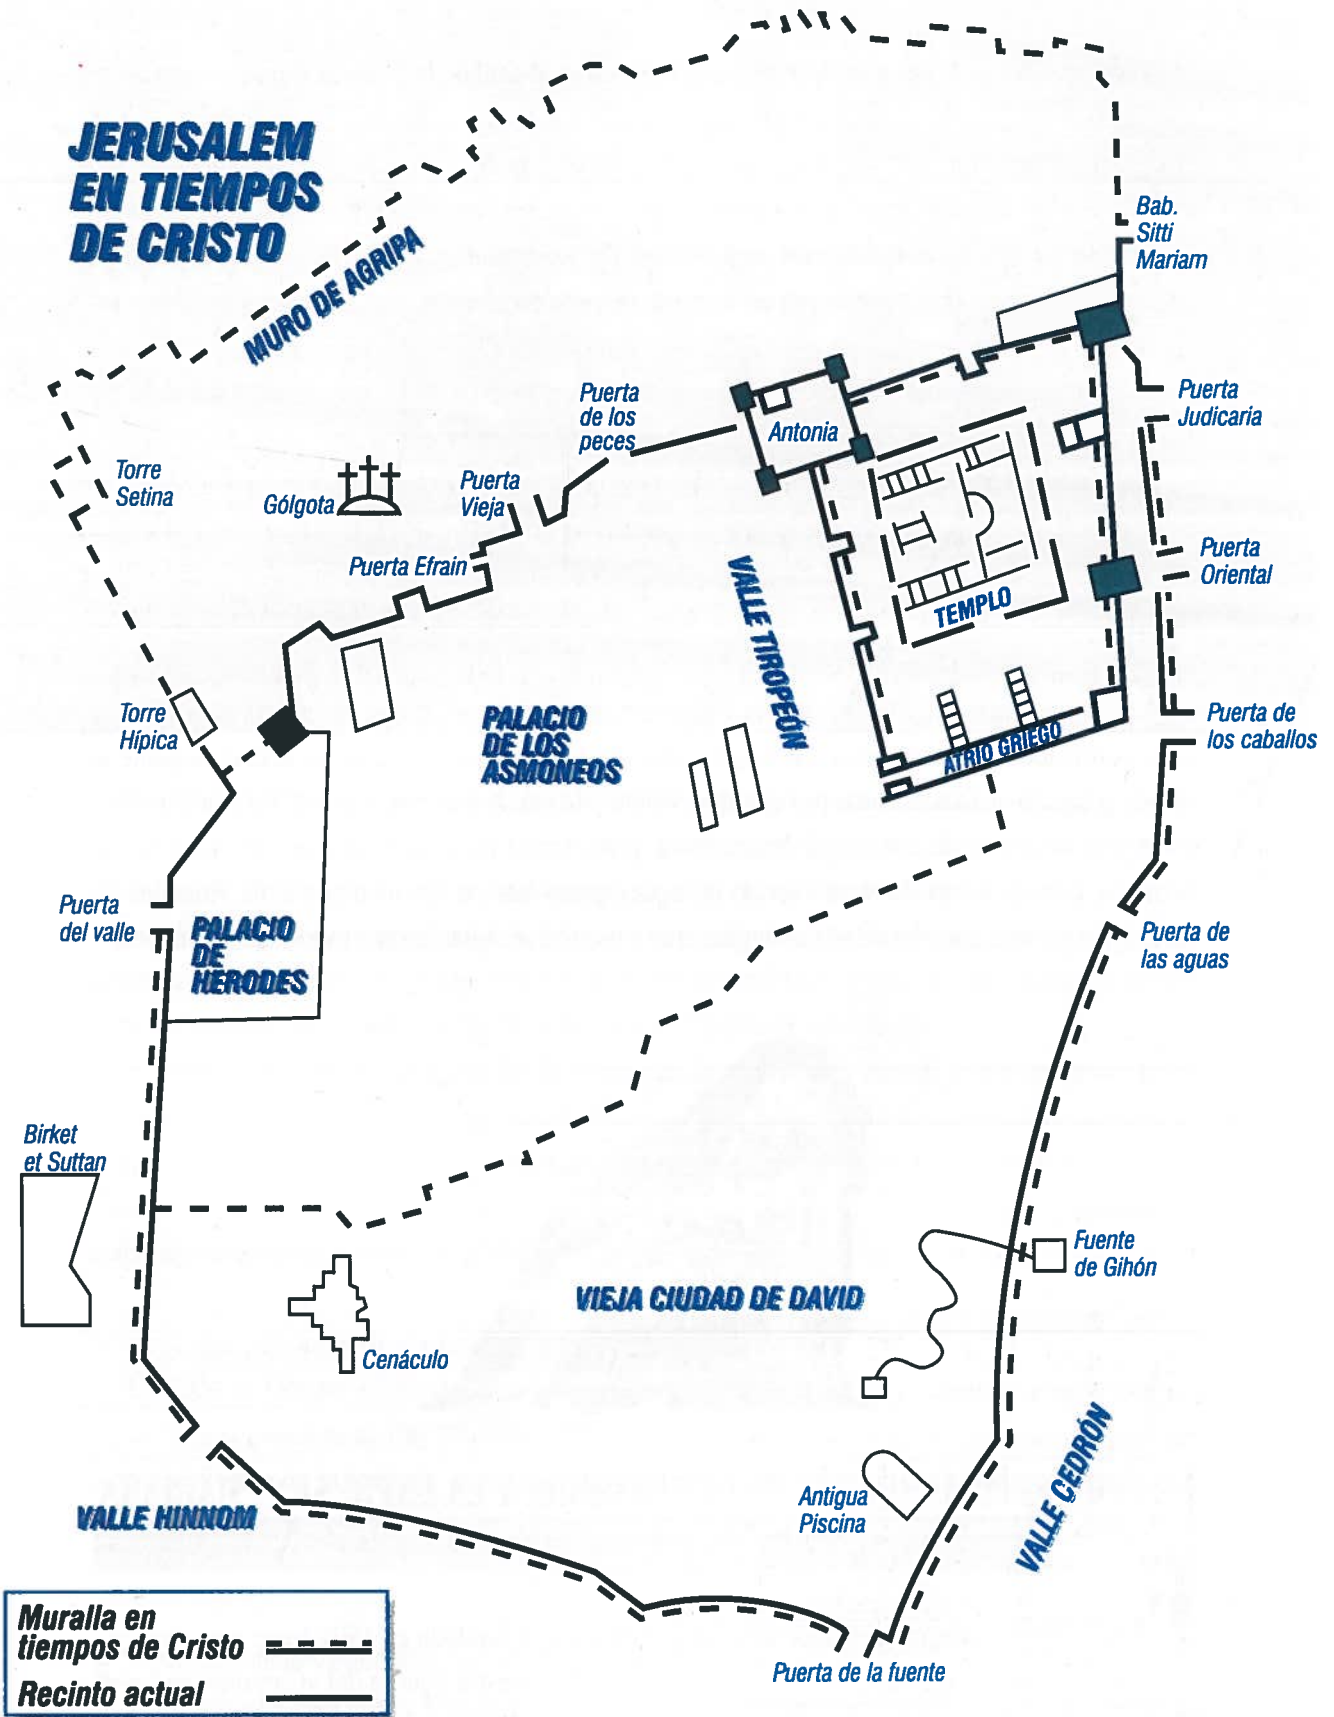 JERUSALEM
EN TIEMPOS
DE CRISTO
MURO DE AGRIPA
Bab.
Sitti
Mariam
Puerta
de los
peces
Antonia
Puerta
Judicaria
Torre
Setina
Gólgota
Puerta
Vieja
Puerta Efrain
VALLE TIROPEÓN
TEMPLO
Puerta
Oriental
Torre
Hípica
PALACIO
DE LOS
ASMONEOS
ATRIO GRIEGO
Puerta de
los caballos
Puerta
del valle
PALACIO
DE
HERODES
Puerta de
las aguas
Birket
et Suttan
Fuente
de Gihón
VIEJA CIUDAD DE DAVID
Cenáculo
Antigua
Piscina
VALLE CEDRÓN
VALLE HINNOM
Puerta de la fuente
Muralla en
tiempos de Cristo
Recinto actual